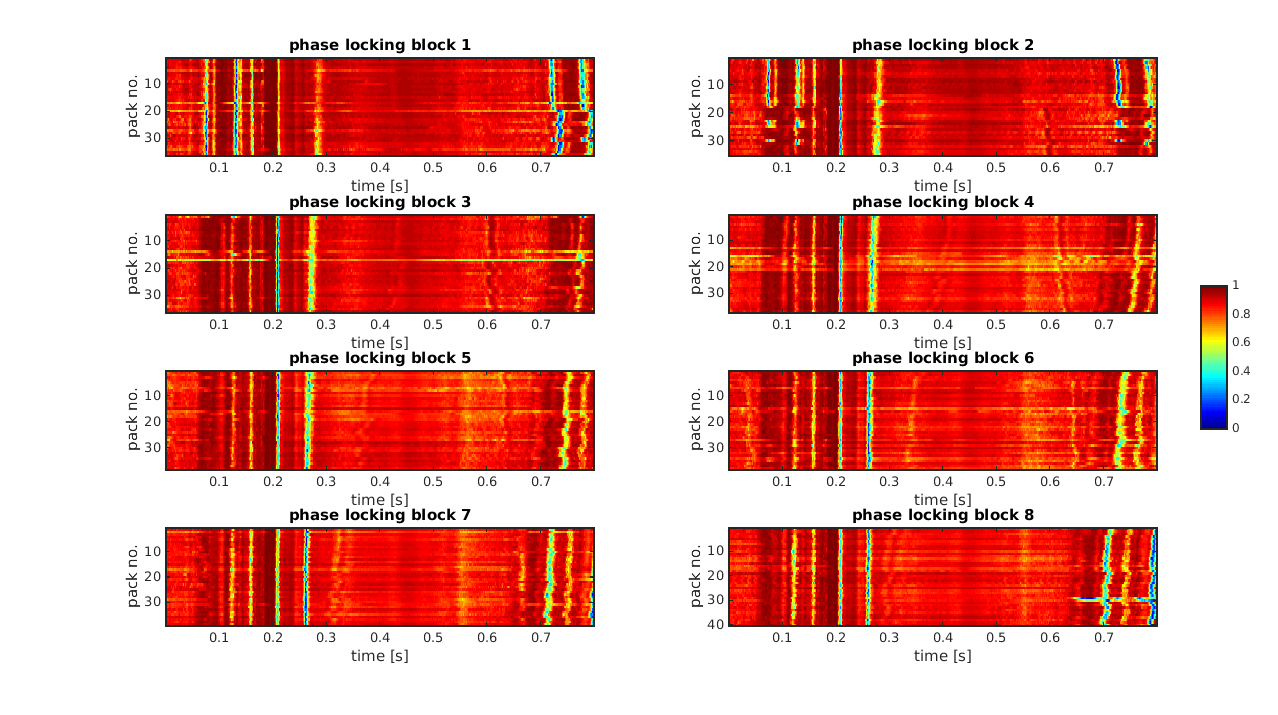 phase locking block 1
pack no.
10
20
30
0.1 0.2 0.3 0.4 0.5 0.6 0.7
time [s]
phase locking block 2
pack no.
10
20
30
0.1 0.2 0.3 0.4 0.5 0.6 0.7
time [s]
phase locking block 3
pack no.
10
20
30
0.1 0.2 0.3 0.4 0.5 0.6 0.7
time [s]
phase locking block 4
pack no.
10
20
30
0.1 0.2 0.3 0.4 0.5 0.6 0.7
time [s]
phase locking block 5
pack no.
10
20
30
0.1 0.2 0.3 0.4 0.5 0.6 0.7
time [s]
phase locking block 6
pack no.
10
20
30
0.1 0.2 0.3 0.4 0.5 0.6 0.7
time [s]
phase locking block 7
pack no.
10
20
30
0.1 0.2 0.3 0.4 0.5 0.6 0.7
time [s]
phase locking block 8
pack no.
10
20
30
40
0.1 0.2 0.3 0.4 0.5 0.6 0.7
time [s]
1
0.8
0.6
0.4
0.2
0